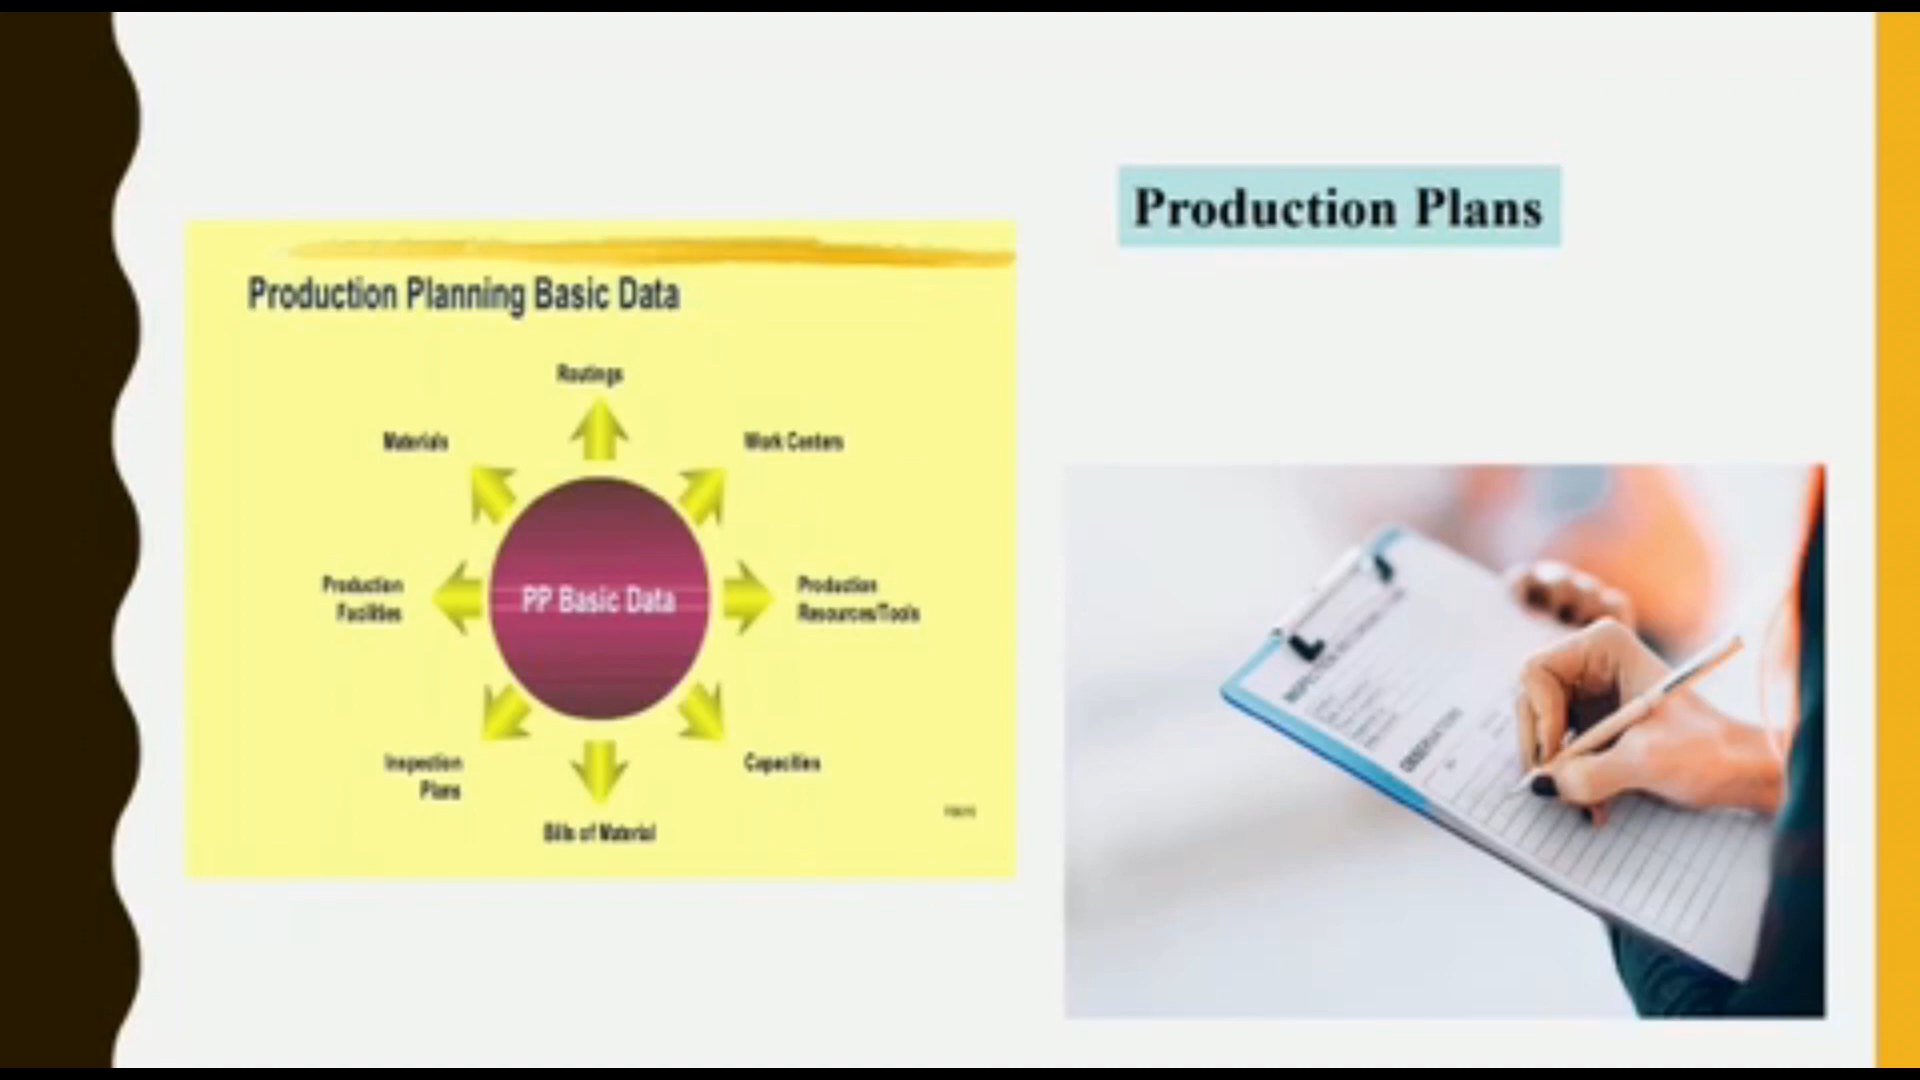 Production Plans
Production Planning Basic Data
Routings
Materials
Work Centers
Production
Facilities
PP Basic Data
Production
Resources/Tools
Inspection
Plans
Capacities
Bills of Material